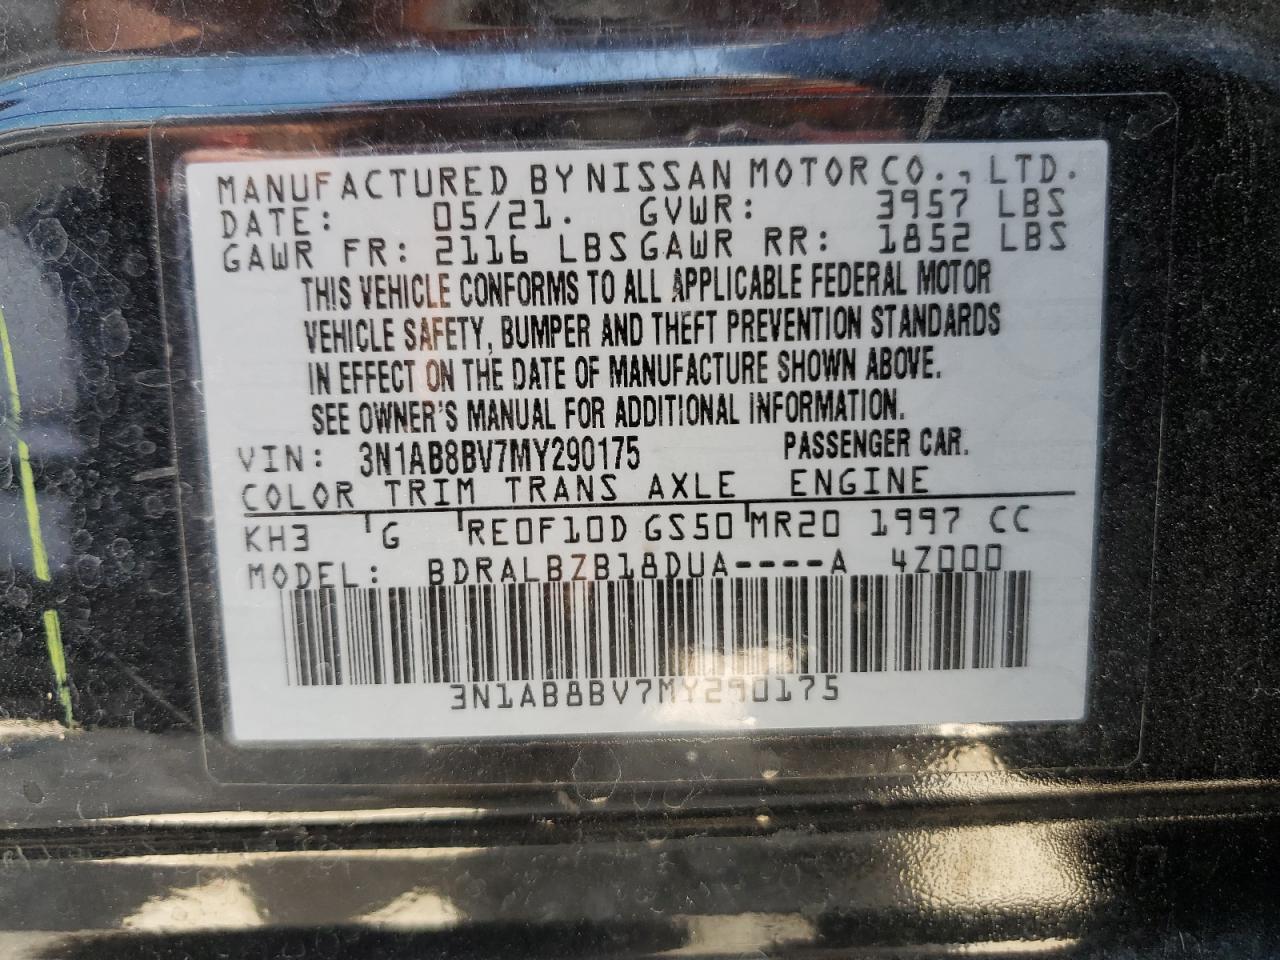 MANUFACTURED BY NISSAN MOTOR CO., LTD.
DATE: 05/21. GVWR: 3957 LBS
GAWR FR: 2116 LBS GAWR RR: 1852 LBS
THIS VEHICLE CONFORMS TO ALL APPLICABLE FEDERAL MOTOR
VEHICLE SAFETY, BUMPER AND THEFT PREVENTION STANDARDS
IN EFFECT ON THE DATE OF MANUFACTURE SHOWN ABOVE.
SEE OWNER'S MANUAL FOR ADDITIONAL INFORMATION.
VIN: 3N1AB8BV7MY290175 PASSENGER CAR.
COLOR TRIM TRANS AXLE ENGINE
KH3 G RE0F10D GS50 MR20 1997 CC
MODEL: BDRALBZB18DUA----A 4Z000
3N1AB8BV7MY290175